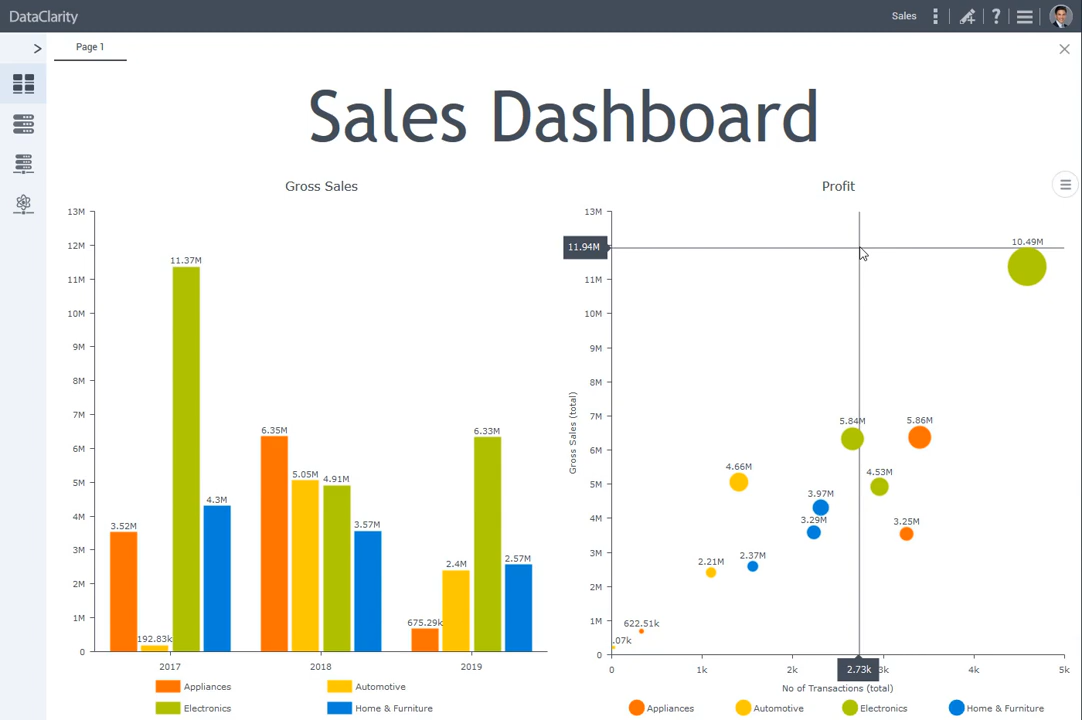 DataClarity
Sales
?
Page 1
Sales Dashboard
Gross Sales
13M
12M
11M
10M
9M
8M
7M
6M
5M
4M
3M
2M
1M
0
3.52M
192.83k
11.37M
4.3M
6.35M
5.05M
4.91M
3.57M
675.29k
2.4M
6.33M
2.57M
2017
2018
2019
Appliances
Automotive
Electronics
Home & Furniture
Profit
Gross Sales (total)
13M
11.94M
11M
10M
9M
8M
7M
6M
5M
4M
3M
2M
1M
0
10.49M
5.84M
5.86M
4.66M
4.53M
3.97M
3.29M
3.25M
2.21M
2.37M
622.51k
.07k
0
1k
2k
2.73k
3k
4k
5k
No of Transactions (total)
Appliances
Automotive
Electronics
Home & Furniture